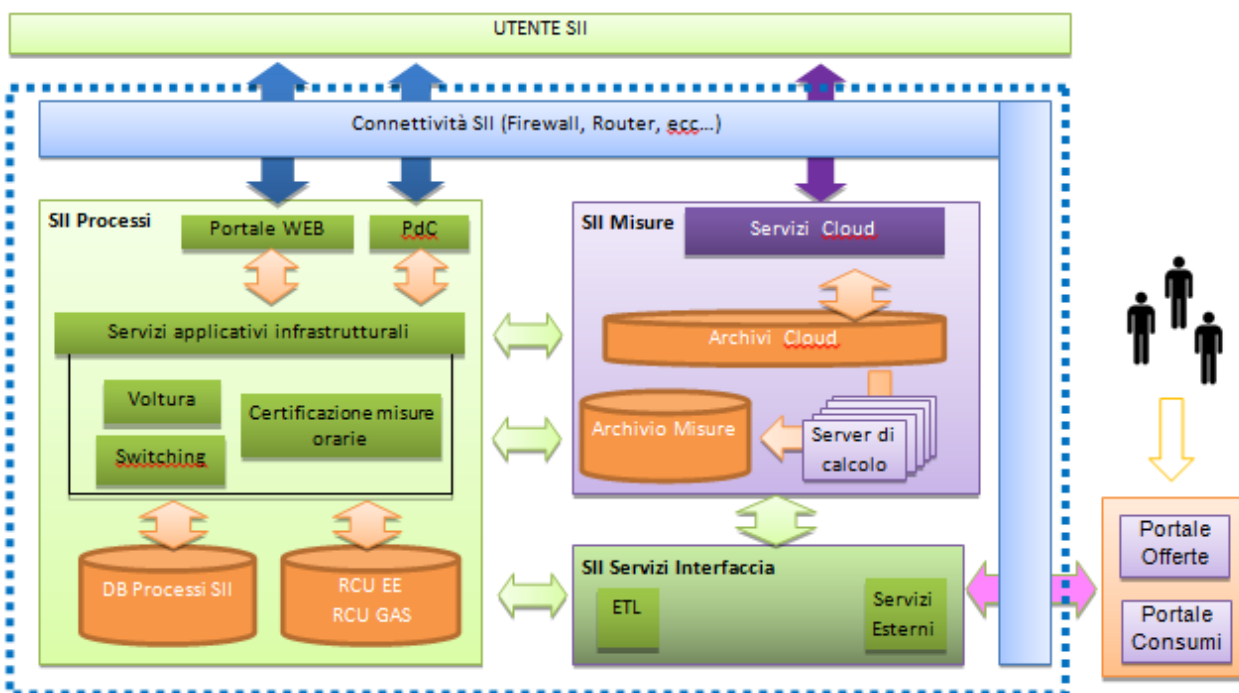 UTENTE SII
Connettività SII (Firewall, Router, ecc...)
SII Processi
Portale WEB
PdC
Servizi applicativi infrastrutturali
Voltura
Switching
Certificazione misure
orarie
DB Processi SII
RCU EE
RCU GAS
SII Misure
Servizi Cloud
Archivi Cloud
Archivio Misure
Server di
calcolo
SII Servizi Interfaccia
ETL
Servizi
Esterni
Portale
Offerte
Portale
Consumi